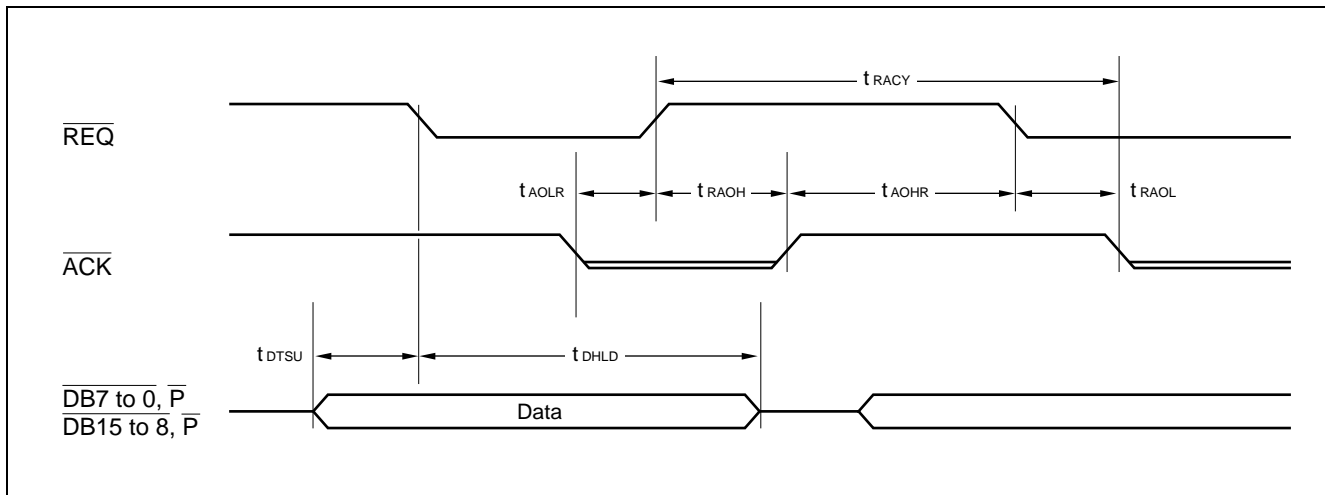 t RACY
REQ
t AOLR
t RAOH
t AOHR
t RAOL
ACK
t DTSU
t DHLD
DB7 to 0, P
DB15 to 8, P
Data